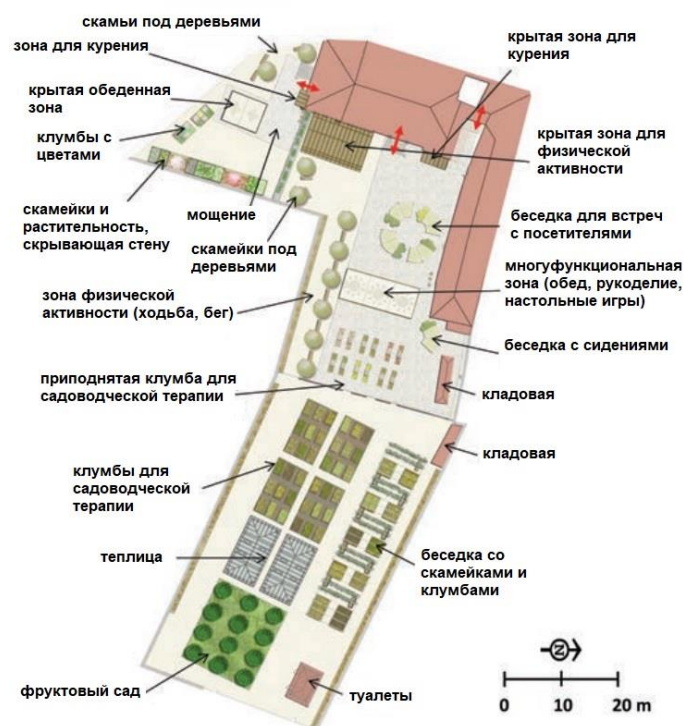 скамьи под деревьями
зона для курения
крытая обеденная
зона
клумбы с
цветами
скамейки и
растительность,
скрывающая стену
мощение
скамейки под
деревьями
зона физической
активности (ходьба, бег)
приподнятая клумба для
садоводческой терапии
клумбы для
садоводческой
терапии
теплица
фруктовый сад
крытая зона для
курения
крытая зона для
физической
активности
беседка для встреч
с посетителями
многуфункциональная
зона (обед, рукоделие,
настольные игры)
беседка с сидениями
кладовая
кладовая
беседка со
скамейками и
клумбами
туалеты
N
0 10 20 m